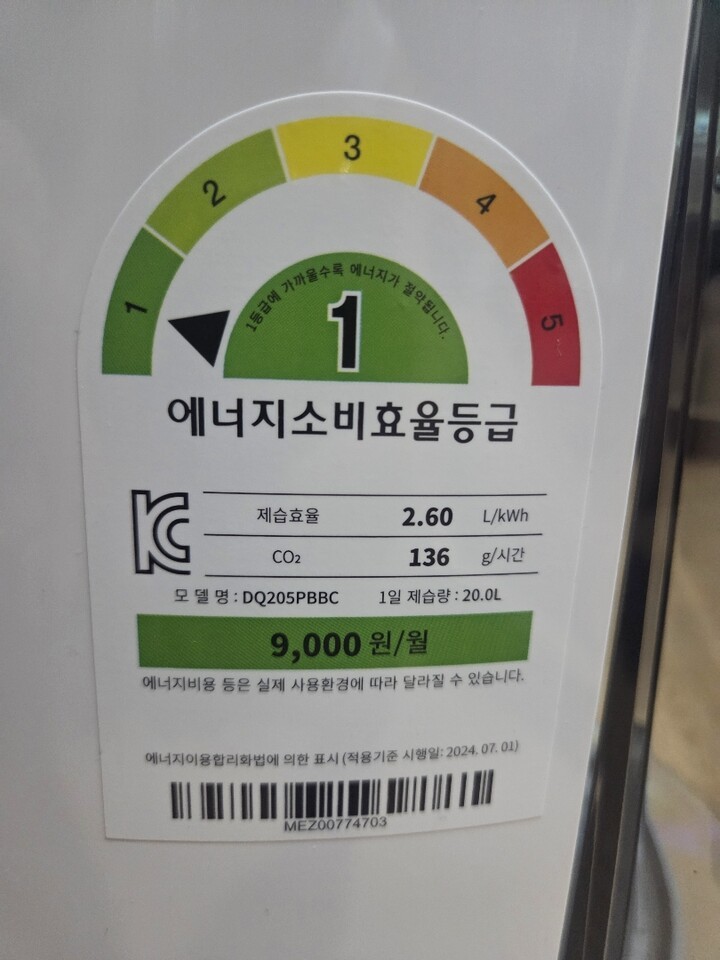 1
2
3
4
5
1등급에 가까울수록 에너지가 절약됩니다.
1
에너지소비효율등급
제습효율 2.60 L/kWh
CO₂ 136 g/시간
모델명 : DQ205PBBC 1일 제습량 : 20.0L
9,000 원/월
에너지비용 등은 실제 사용환경에 따라 달라질 수 있습니다.
에너지이용합리화법에 의한 표시 (적용기준 시행일: 2024. 07. 01)
MEZ00774703